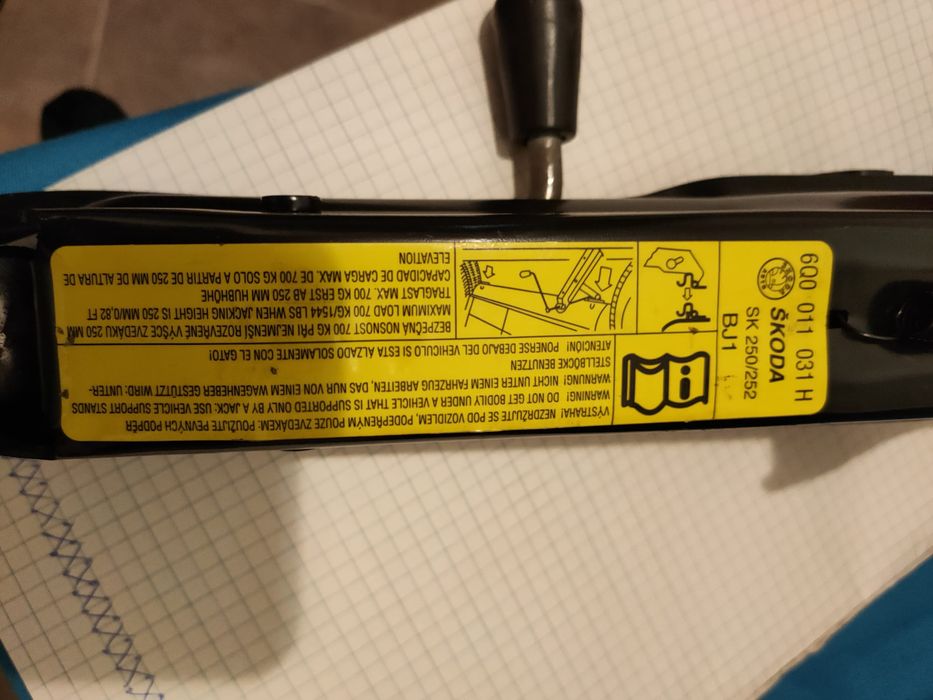 6Q0 011 031 H
ŠKODA
SK 250/252
BJ1
VÝSTRAHA! NEZDRŽUJTE SE POD VOZIDLEM, PODEPŘENÝM POUZE ZVEDÁKEM: POUŽIJTE PEVNÝCH PODPĚR
WARNING! DO NOT GET BODILY UNDER A VEHICLE THAT IS SUPPORTED ONLY BY A JACK: USE VEHICLE SUPPORT STANDS
WARNUNG! NICHT UNTER EINEM FAHRZEUG ARBEITEN, DAS NUR VON EINEM WAGENHEBER GESTÜTZT WIRD: UNTER-
STELLBÖCKE BENUTZEN
ATENCIÓN! PONERSE DEBAJO DEL VEHICULO SI ESTA ALZADO SOLAMENTE CON EL GATO!
BEZPEČNÁ NOSNOST 700 KG PŘI NEJMENŠÍ ROZEVŘENÉ VÝŠCE ZVEDÁKU 250 MM
MAXIMUM LOAD 700 KG/1544 LBS WHEN JACKING HEIGHT IS 250 MM/0,82 FT
TRAGLAST MAX. 700 KG ERST AB 250 MM HUBHÖHE
CAPACIDAD DE CARGA MAX. DE 700 KG SOLO A PARTIR DE 250 MM DE ALTURA DE
ELEVATION